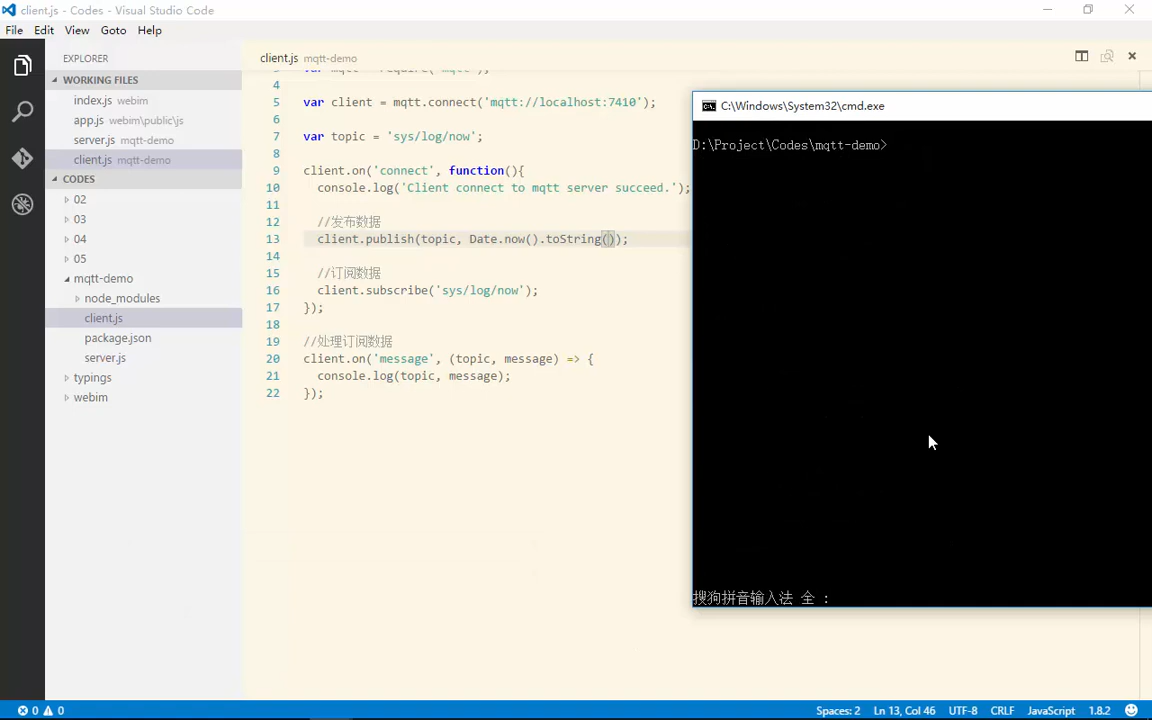 client.js - Codes - Visual Studio Code
File Edit View Goto Help
EXPLORER
WORKING FILES
index.js webim
app.js webim\public\js
server.js mqtt-demo
client.js mqtt-demo
CODES
02
03
04
05
mqtt-demo
node_modules
client.js
package.json
server.js
typings
webim
client.js mqtt-demo
4
5 var client = mqtt.connect('mqtt://localhost:7410');
6
7 var topic = 'sys/log/now';
8
9 client.on('connect', function(){
10 console.log('Client connect to mqtt server succeed.');
11
12 //发布数据
13 client.publish(topic, Date.now().toString());
14
15 //订阅数据
16 client.subscribe('sys/log/now');
17 });
18
19 //处理订阅数据
20 client.on('message', (topic, message) => {
21 console.log(topic, message);
22 });
C:\Windows\System32\cmd.exe
D:\Project\Codes\mqtt-demo>
搜狗拼音输入法 全 :
0 0
Spaces: 2 Ln 13, Col 46 UTF-8 CRLF JavaScript 1.8.2